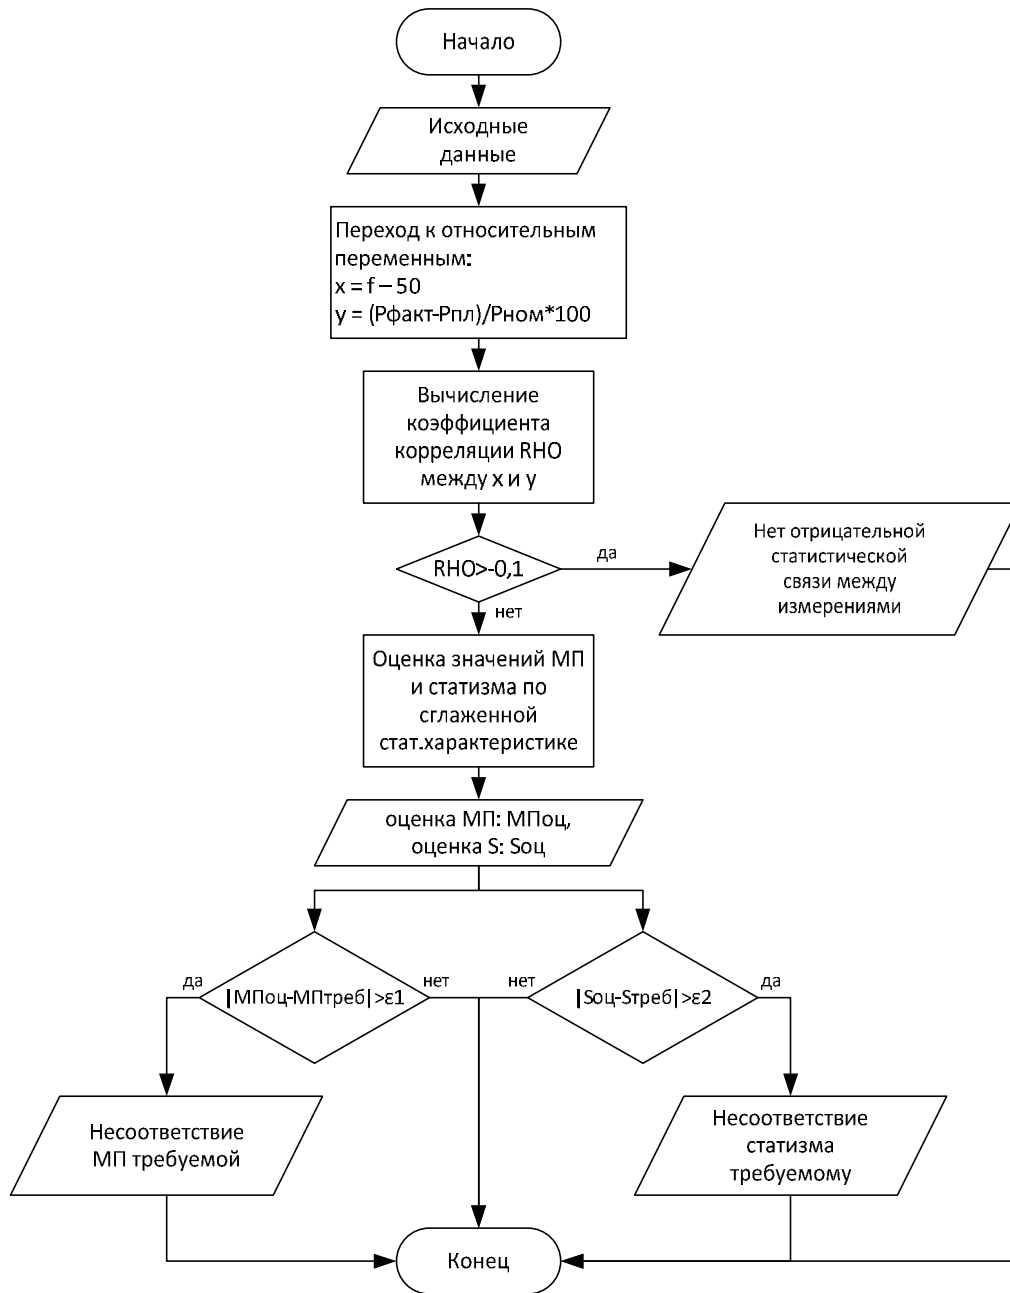 Начало
Исходные
данные
Переход к относительным
переменным:
x = f – 50
y = (Pфакт-Pпл)/Pном*100
Вычисление
коэффициента
корреляции RHO
между x и y
RHO>-0,1
да
Нет отрицательной
статистической
связи между
измерениями
нет
Оценка значений МП
и статизма по
сглаженной
стат.характеристике
оценка МП: МПоц,
оценка S: Sоц
да
|МПоц-МПтреб|>ε1
нет
нет
|Sоц-Sтреб|>ε2
да
Несоответствие
МП требуемой
Несоответствие
статизма
требуемому
Конец